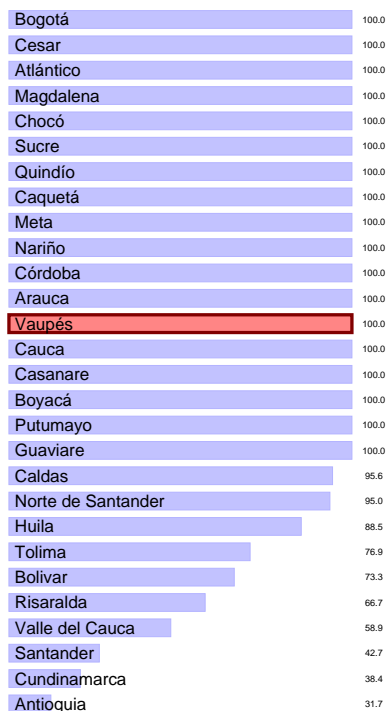 Bogotá 100.0
Cesar 100.0
Atlántico 100.0
Magdalena 100.0
Chocó 100.0
Sucre 100.0
Quindío 100.0
Caquetá 100.0
Meta 100.0
Nariño 100.0
Córdoba 100.0
Arauca 100.0
Vaupés 100.0
Cauca 100.0
Casanare 100.0
Boyacá 100.0
Putumayo 100.0
Guaviare 100.0
Caldas 95.6
Norte de Santander 95.0
Huila 88.5
Tolima 76.9
Bolivar 73.3
Risaralda 66.7
Valle del Cauca 58.9
Santander 42.7
Cundinamarca 38.4
Antioquia 31.7